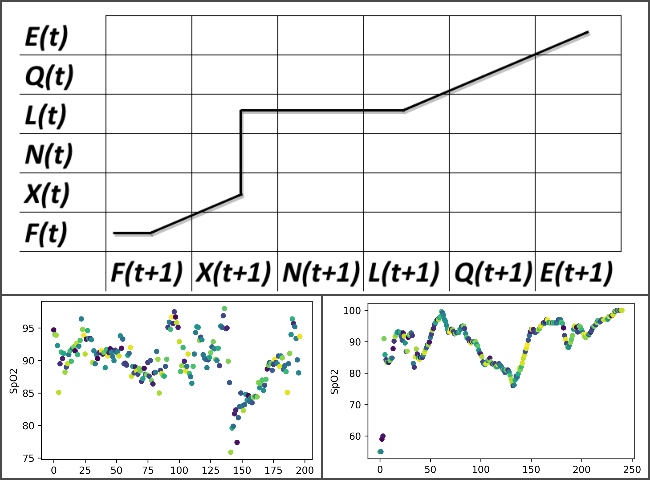 E(t)
Q(t)
L(t)
N(t)
X(t)
F(t)
F(t+1) X(t+1) N(t+1) L(t+1) Q(t+1) E(t+1)
95
90
85
80
75
SpO2
0 25 50 75 100 125 150 175 200
100
90
80
70
60
SpO2
0 50 100 150 200 250